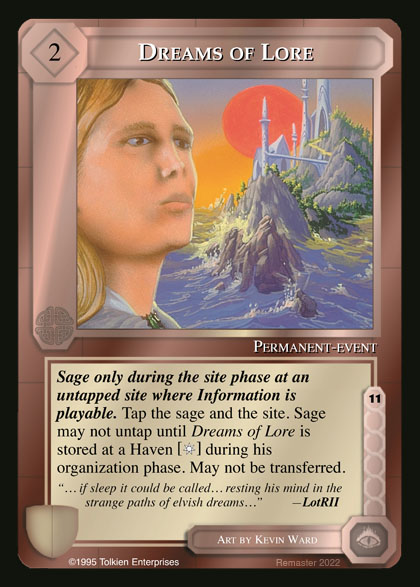 2
DREAMS OF LORE
PERMANENT-EVENT
Sage only during the site phase at an
untapped site where Information is
playable. Tap the sage and the site. Sage
may not untap until Dreams of Lore is
stored at a Haven [☼] during his
organization phase. May not be transferred.
“… if sleep it could be called… resting his mind in the
strange paths of elvish dreams…” –LotRII
11
ART BY KEVIN WARD
©1995 Tolkien Enterprises
Remaster 2022